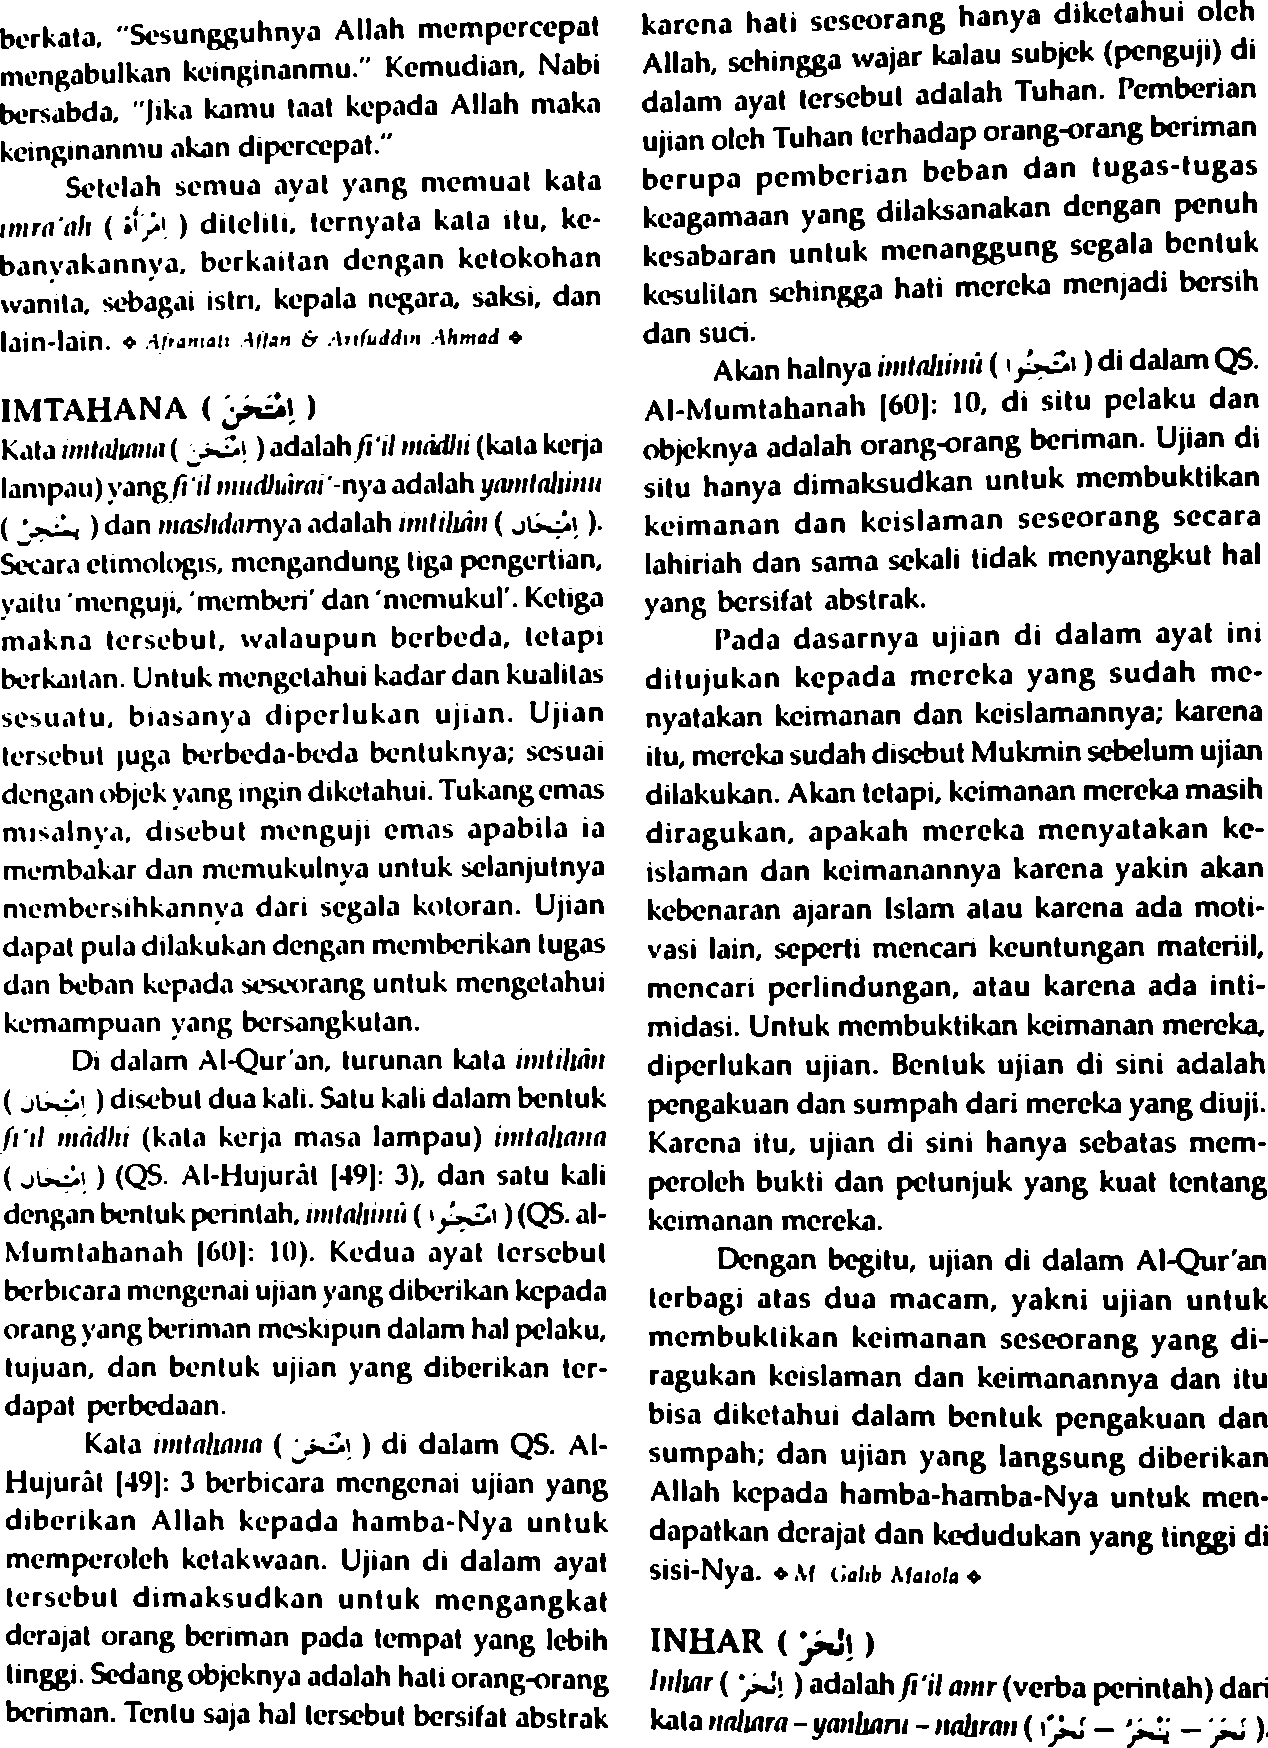 berkata, "Sesungguhnya Allah mempercepat
mengabulkan keinginanmu." Kemudian, Nabi
bersabda, "Jika kamu taat kepada Allah maka
keinginanmu akan dipercepat."
Setelah semua ayat yang memuat kata
imra'ah ( امْرَأَة ) diteliti, ternyata kata itu, ke-
banyakannya, berkaitan dengan ketokohan
wanita, sebagai istri, kepala negara, saksi, dan
lain-lain. ❖ Afraniati Affan & Arifuddin Ahmad ❖
IMTAHANA ( اِمْتَحَنَ )
Kata imtahana ( اِمْتَحَنَ ) adalah fi'il mâdhi (kata kerja
lampau) yang fi'il mudhârai'-nya adalah yamtahinu
( يَمْتَحِنُ ) dan mashdarnya adalah imtihân ( اِمْتِحَان ).
Secara etimologis, mengandung tiga pengertian,
yaitu 'menguji, 'memberi' dan 'memukul'. Ketiga
makna tersebut, walaupun berbeda, tetapi
berkaitan. Untuk mengetahui kadar dan kualitas
sesuatu, biasanya diperlukan ujian. Ujian
tersebut juga berbeda-beda bentuknya; sesuai
dengan objek yang ingin diketahui. Tukang emas
misalnya, disebut menguji emas apabila ia
membakar dan memukulnya untuk selanjutnya
membersihkannya dari segala kotoran. Ujian
dapat pula dilakukan dengan memberikan tugas
dan beban kepada seseorang untuk mengetahui
kemampuan yang bersangkutan.
Di dalam Al-Qur'an, turunan kata imtihân
( اِمْتِحَان ) disebut dua kali. Satu kali dalam bentuk
fi'il mâdhi (kata kerja masa lampau) imtahana
( اِمْتِحَان ) (QS. Al-Hujurât [49]: 3), dan satu kali
dengan bentuk perintah, imtahinû ( امْتَحِنُوا ) (QS. al-
Mumtahanah [60]: 10). Kedua ayat tersebut
berbicara mengenai ujian yang diberikan kepada
orang yang beriman meskipun dalam hal pelaku,
tujuan, dan bentuk ujian yang diberikan ter-
dapat perbedaan.
Kata imtahana ( اِمْتَحَنَ ) di dalam QS. Al-
Hujurât [49]: 3 berbicara mengenai ujian yang
diberikan Allah kepada hamba-Nya untuk
memperoleh ketakwaan. Ujian di dalam ayat
tersebut dimaksudkan untuk mengangkat
derajat orang beriman pada tempat yang lebih
tinggi. Sedang objeknya adalah hati orang-orang
beriman. Tentu saja hal tersebut bersifat abstrak
karena hati seseorang hanya diketahui oleh
Allah, sehingga wajar kalau subjek (penguji) di
dalam ayat tersebut adalah Tuhan. Pemberian
ujian oleh Tuhan terhadap orang-orang beriman
berupa pemberian beban dan tugas-tugas
keagamaan yang dilaksanakan dengan penuh
kesabaran untuk menanggung segala bentuk
kesulitan sehingga hati mereka menjadi bersih
dan suci.
Akan halnya imtahinû ( امْتَحِنُوا ) di dalam QS.
Al-Mumtahanah [60]: 10, di situ pelaku dan
objeknya adalah orang-orang beriman. Ujian di
situ hanya dimaksudkan untuk membuktikan
keimanan dan keislaman seseorang secara
lahiriah dan sama sekali tidak menyangkut hal
yang bersifat abstrak.
Pada dasarnya ujian di dalam ayat ini
ditujukan kepada mereka yang sudah me-
nyatakan keimanan dan keislamannya; karena
itu, mereka sudah disebut Mukmin sebelum ujian
dilakukan. Akan tetapi, keimanan mereka masih
diragukan, apakah mereka menyatakan ke-
islaman dan keimanannya karena yakin akan
kebenaran ajaran Islam atau karena ada moti-
vasi lain, seperti mencari keuntungan materiil,
mencari perlindungan, atau karena ada inti-
midasi. Untuk membuktikan keimanan mereka,
diperlukan ujian. Bentuk ujian di sini adalah
pengakuan dan sumpah dari mereka yang diuji.
Karena itu, ujian di sini hanya sebatas mem-
peroleh bukti dan petunjuk yang kuat tentang
keimanan mereka.
Dengan begitu, ujian di dalam Al-Qur'an
terbagi atas dua macam, yakni ujian untuk
membuktikan keimanan seseorang yang di-
ragukan keislaman dan keimanannya dan itu
bisa diketahui dalam bentuk pengakuan dan
sumpah; dan ujian yang langsung diberikan
Allah kepada hamba-hamba-Nya untuk men-
dapatkan derajat dan kedudukan yang tinggi di
sisi-Nya. ❖ M Galib Matola ❖
INHAR ( اِنْحَرْ )
Inhar ( اِنْحَرْ ) adalah fi'il amr (verba perintah) dari
kata nahara – yanharu – nahran ( نَحَرَ – يَنْحَرُ – نَحْرًا ).